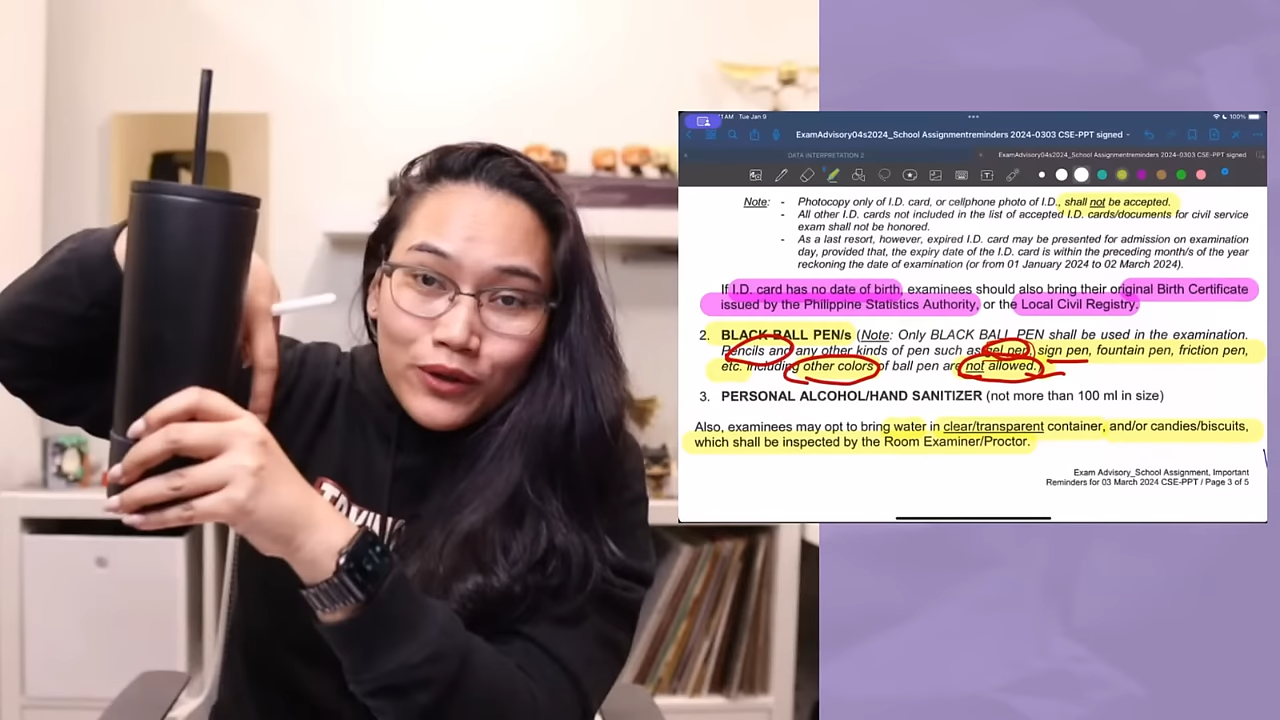 11AM Tue Jan 9
100%
ExamAdvisory04s2024_School Assignmentreminders 2024-0303 CSE-PPT signed
DATA INTERPRETATION 2
ExamAdvisory04s2024_School Assignmentreminders 2024-0303 CSE-PPT signed
Note: - Photocopy only of I.D. card, or cellphone photo of I.D., shall not be accepted.
- All other I.D. cards not included in the list of accepted I.D. cards/documents for civil service
exam shall not be honored.
- As a last resort, however, expired I.D. card may be presented for admission on examination
day, provided that, the expiry date of the I.D. card is within the preceding month/s of the year
reckoning the date of examination (or from 01 January 2024 to 02 March 2024).
If I.D. card has no date of birth, examinees should also bring their original Birth Certificate
issued by the Philippine Statistics Authority, or the Local Civil Registry.
2. BLACK BALL PEN/s (Note: Only BLACK BALL PEN shall be used in the examination.
Pencils and any other kinds of pen such as gel pen, sign pen, fountain pen, friction pen,
etc. including other colors of ball pen are not allowed.)
3. PERSONAL ALCOHOL/HAND SANITIZER (not more than 100 ml in size)
Also, examinees may opt to bring water in clear/transparent container, and/or candies/biscuits,
which shall be inspected by the Room Examiner/Proctor.
Exam Advisory_School Assignment, Important
Reminders for 03 March 2024 CSE-PPT / Page 3 of 5